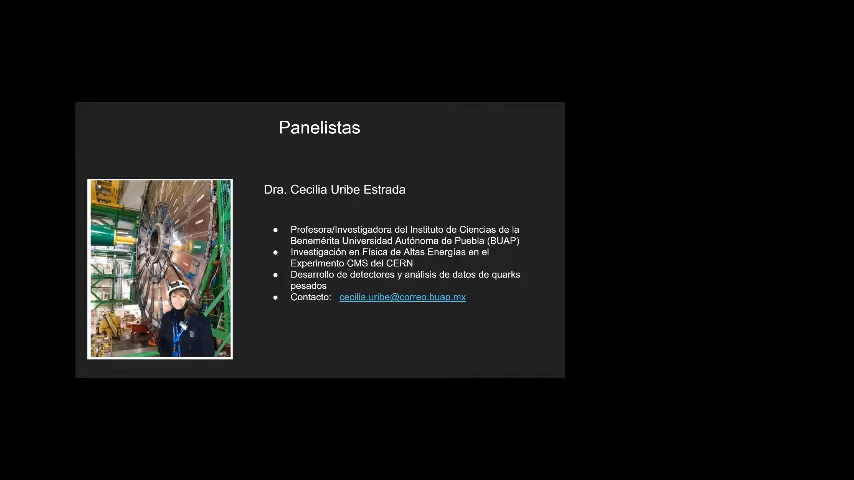 Panelistas
Dra. Cecilia Uribe Estrada
● Profesora/Investigadora del Instituto de Ciencias de la
Benemérita Universidad Autónoma de Puebla (BUAP)
● Investigación en Física de Altas Energías en el
Experimento CMS del CERN
● Desarrollo de detectores y análisis de datos de quarks
pesados
● Contacto: cecilia.uribe@correo.buap.mx